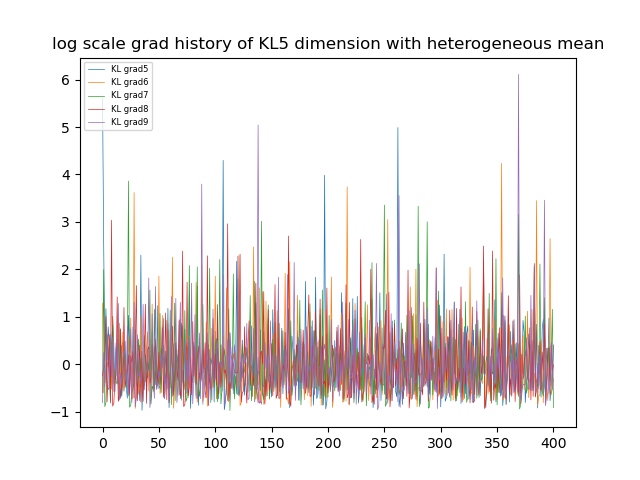 log scale grad history of KL5 dimension with heterogeneous mean
6
5
4
3
2
1
0
−1
KL grad5
KL grad6
KL grad7
KL grad8
KL grad9
0 50 100 150 200 250 300 350 400